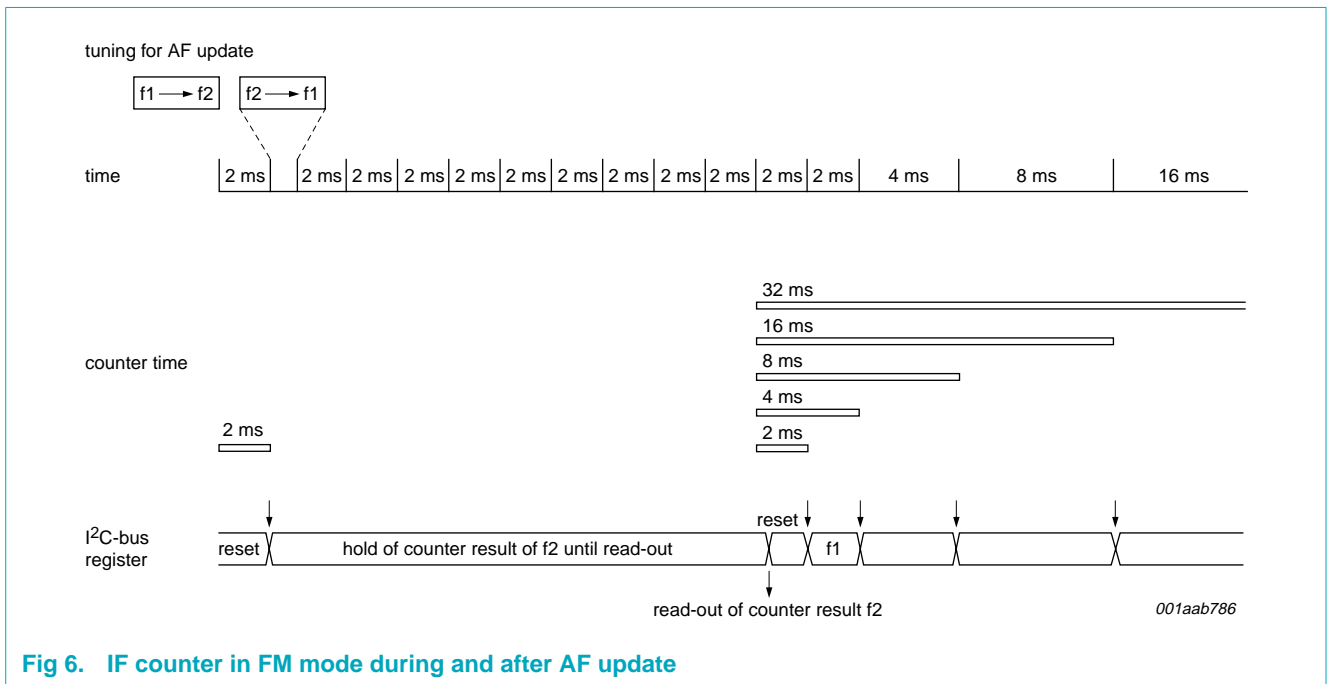 tuning for AF update
f1 → f2 f2 → f1
time 2 ms 2 ms 2 ms 2 ms 2 ms 2 ms 2 ms 2 ms 2 ms 2 ms 2 ms 2 ms 4 ms 8 ms 16 ms
32 ms
16 ms
counter time 8 ms
4 ms
2 ms 2 ms
reset
I²C-bus register reset hold of counter result of f2 until read-out f1
read-out of counter result f2 001aab786
Fig 6. IF counter in FM mode during and after AF update